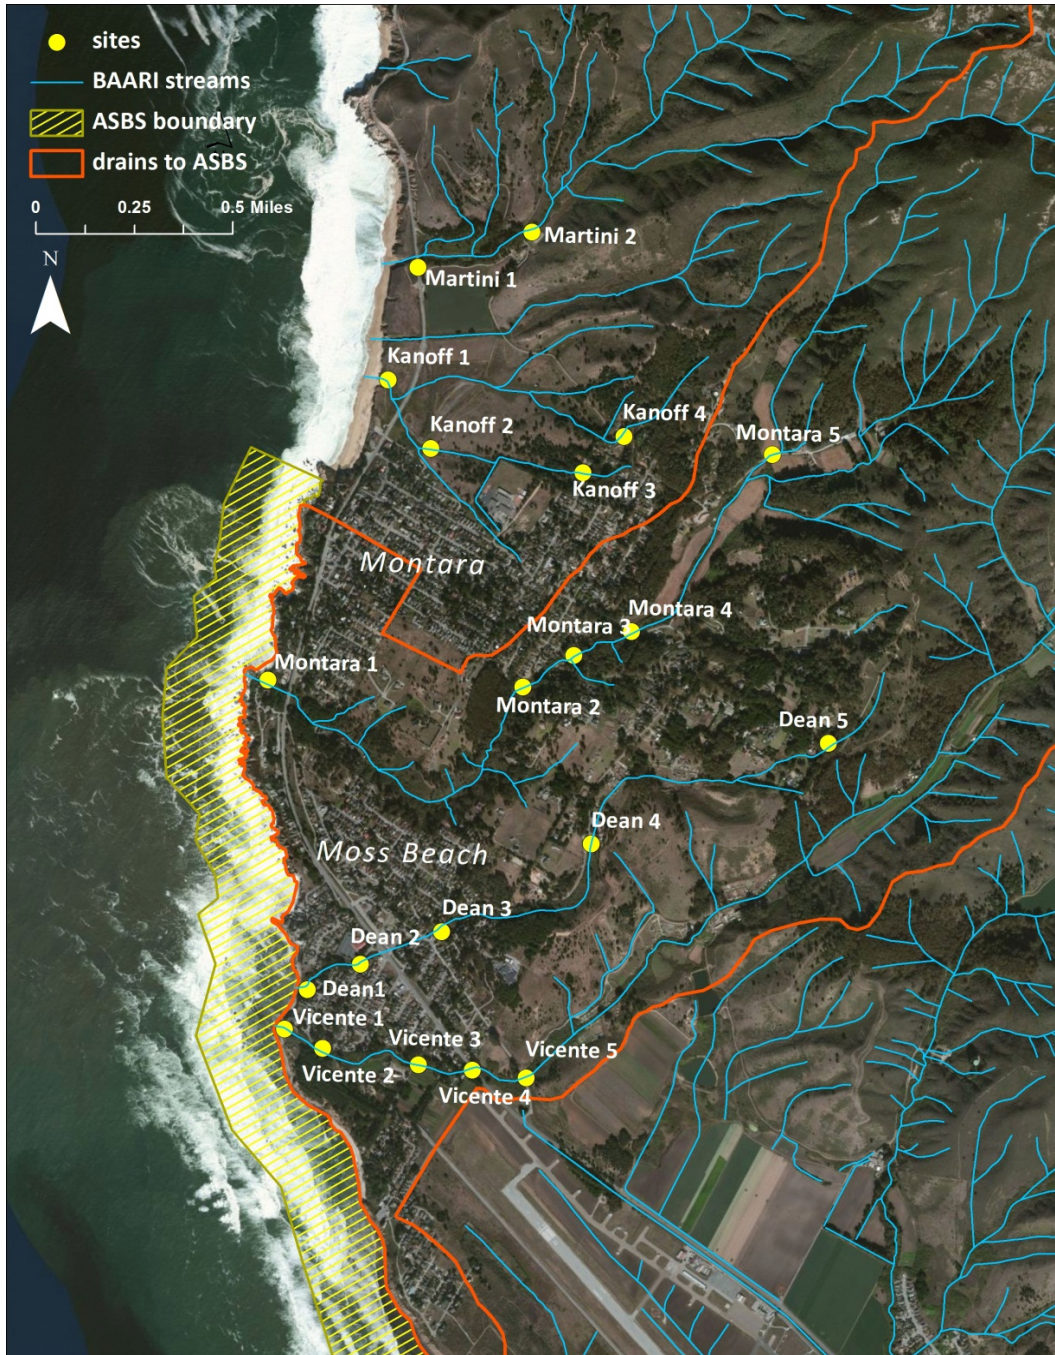 sites
BAARI streams
ASBS boundary
drains to ASBS
0 0.25 0.5 Miles
N
Martini 2
Martini 1
Kanoff 1
Kanoff 2
Kanoff 4
Montara 5
Kanoff 3
Montara
Montara 4
Montara 3
Montara 1
Montara 2
Dean 5
Dean 4
Moss Beach
Dean 3
Dean 2
Dean1
Vicente 1
Vicente 3
Vicente 5
Vicente 2
Vicente 4